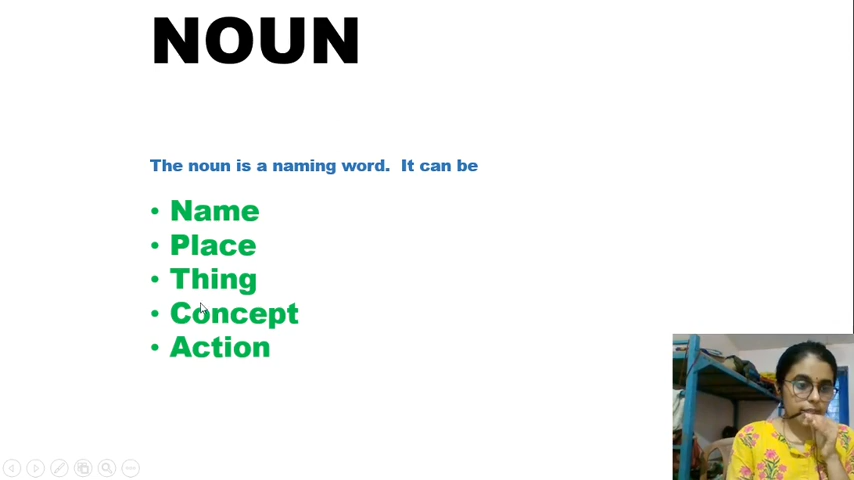 NOUN
The noun is a naming word.  It can be
• Name
• Place
• Thing
• Concept
• Action